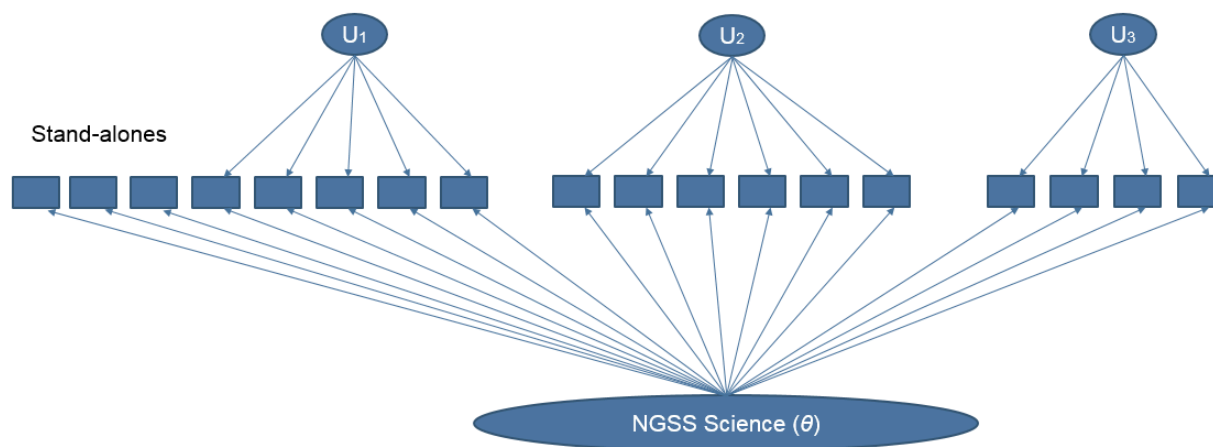 U₁
U₂
U₃
Stand-alones
NGSS Science (θ)